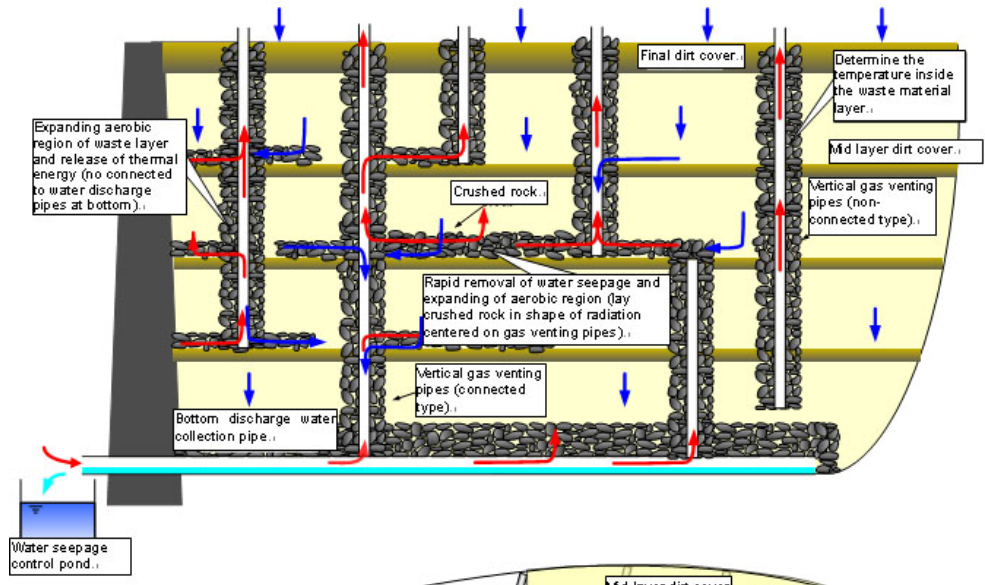 Final dirt cover.
Determine the
temperature inside
the waste material
layer.
Expanding aerobic
region of waste layer
and release of thermal
energy (no connected
to water discharge
pipes at bottom).
Mid layer dirt cover.
Crushed rock.
Vertical gas venting
pipes (non-
connected type).
Rapid removal of water seepage and
expanding of aerobic region (lay
crushed rock in shape of radiation
centered on gas venting pipes).
Vertical gas venting
pipes (connected
type).
Bottom discharge water
collection pipe.
Water seepage
control pond.
Mid layer dirt cover